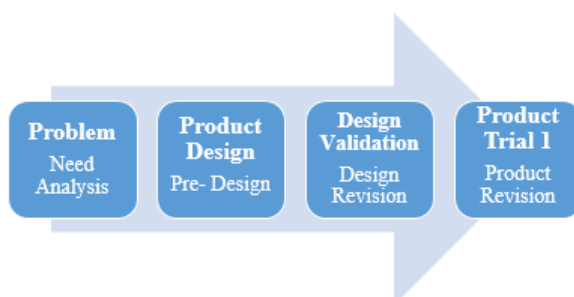 Problem
Need
Analysis
Product
Design
Pre- Design
Design
Validation
Design
Revision
Product
Trial 1
Product
Revision